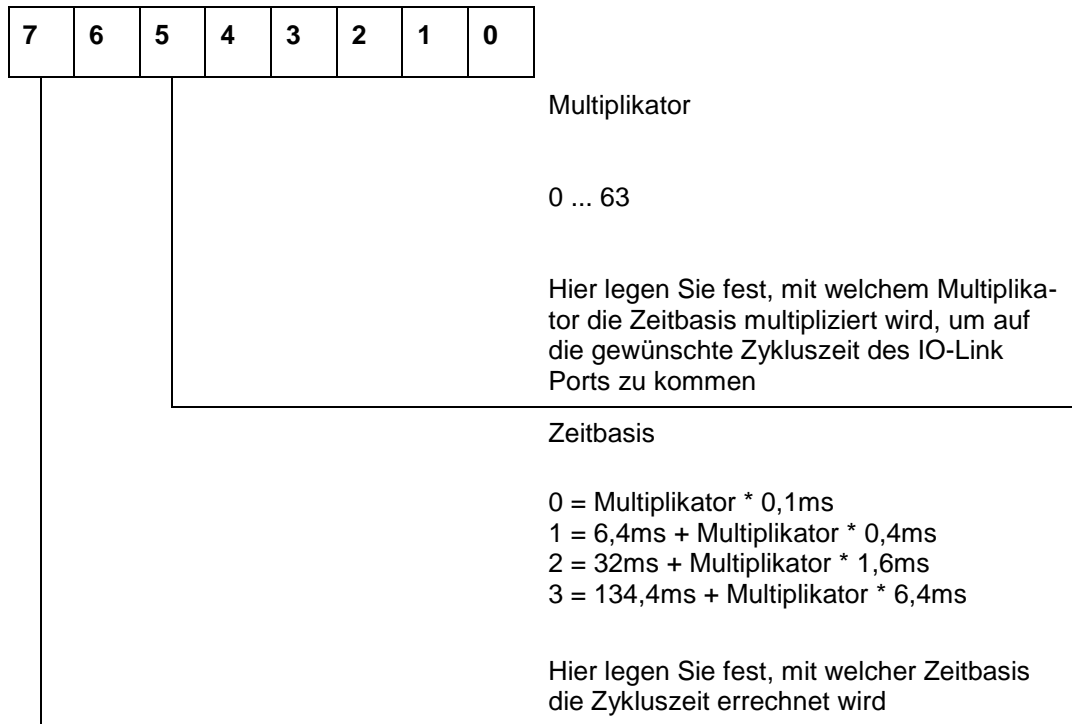 7 6 5 4 3 2 1 0
Multiplikator
0 ... 63
Hier legen Sie fest, mit welchem Multiplika-
tor die Zeitbasis multipliziert wird, um auf
die gewünschte Zykluszeit des IO-Link
Ports zu kommen
Zeitbasis
0 = Multiplikator * 0,1ms
1 = 6,4ms + Multiplikator * 0,4ms
2 = 32ms + Multiplikator * 1,6ms
3 = 134,4ms + Multiplikator * 6,4ms
Hier legen Sie fest, mit welcher Zeitbasis
die Zykluszeit errechnet wird